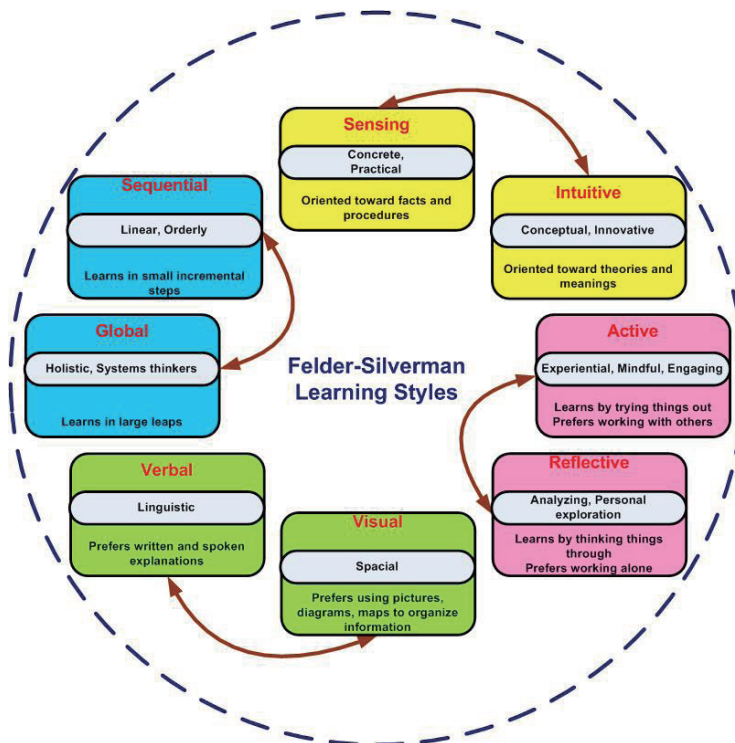 Sensing
Concrete,
Practical
Oriented toward facts and
procedures
Intuitive
Conceptual, Innovative
Oriented toward theories and
meanings
Sequential
Linear, Orderly
Learns in small incremental
steps
Global
Holistic, Systems thinkers
Learns in large leaps
Felder-Silverman
Learning Styles
Active
Experiential, Mindful, Engaging
Learns by trying things out
Prefers working with others
Reflective
Analyzing, Personal
exploration
Learns by thinking things
through
Prefers working alone
Verbal
Linguistic
Prefers written and spoken
explanations
Visual
Spacial
Prefers using pictures,
diagrams, maps to organize
information